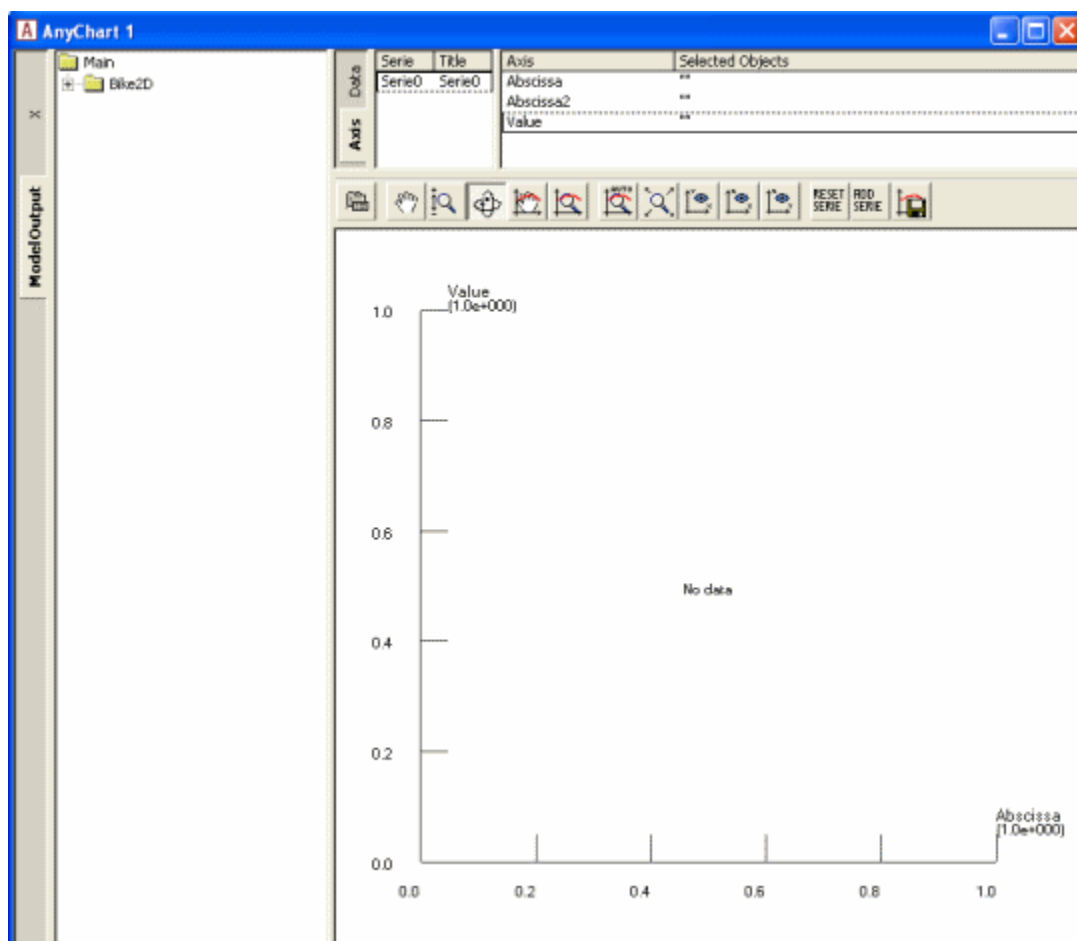 AnyChart 1
ModelOutput
Main
Bike2D
Data
Axis
Serie Title
Serie0 Serie0
Axis Selected Objects
Abscissa ""
Abscissa2 ""
Value ""
AUTO
RESET SERIE
ADD SERIE
Value
(1.0e+000)
1.0
0.8
0.6
No data
0.4
0.2
Abscissa
(1.0e+000)
0.0
0.0 0.2 0.4 0.6 0.8 1.0